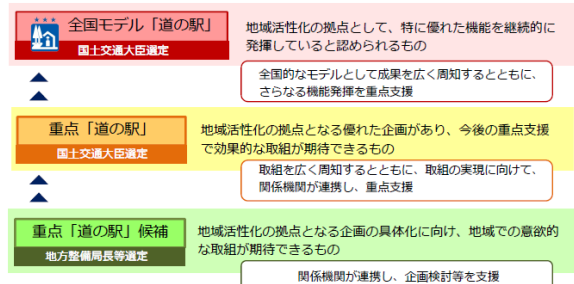 全国モデル「道の駅」
国土交通大臣選定
地域活性化の拠点として、特に優れた機能を継続的に
発揮していると認められるもの
全国的なモデルとして成果を広く周知するとともに、
さらなる機能発揮を重点支援
重点「道の駅」
国土交通大臣選定
地域活性化の拠点となる優れた企画があり、今後の重点支援
で効果的な取組が期待できるもの
取組を広く周知するとともに、取組の実現に向けて、
関係機関が連携し、重点支援
重点「道の駅」候補
地方整備局長等選定
地域活性化の拠点となる企画の具体化に向け、地域での意欲的
な取組が期待できるもの
関係機関が連携し、企画検討等を支援